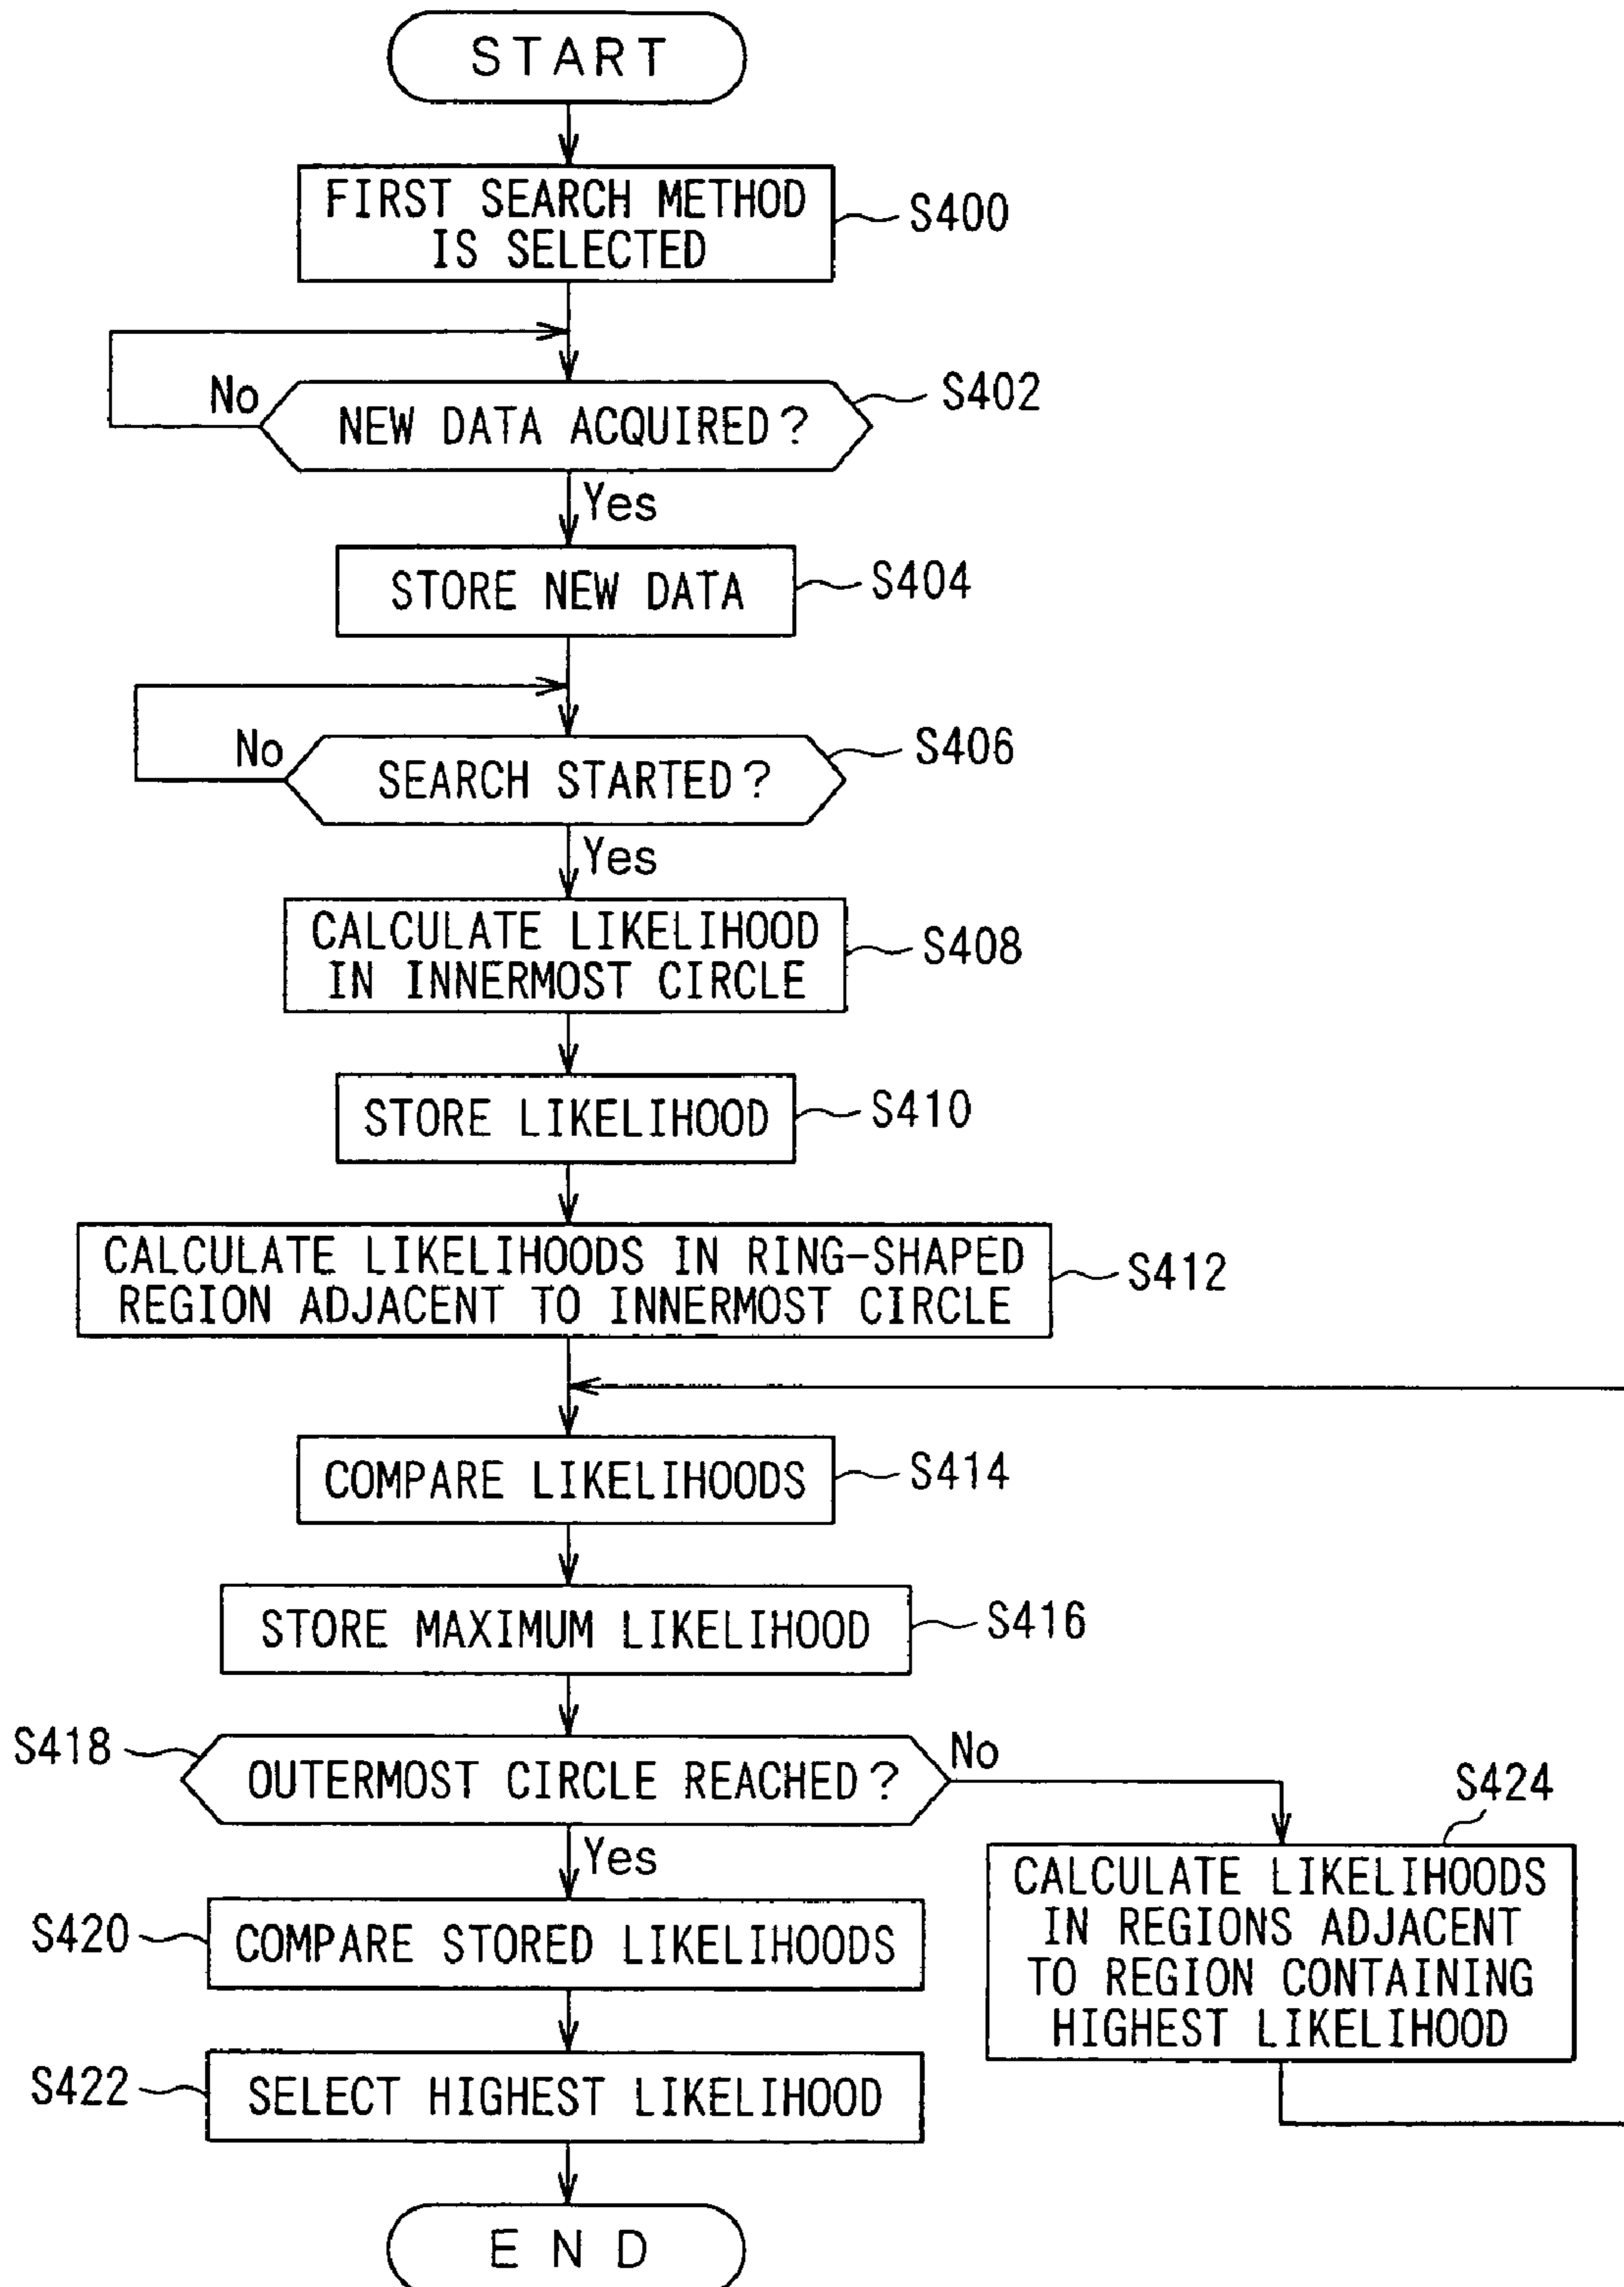 START
FIRST SEARCH METHOD
IS SELECTED
S400
No
NEW DATA ACQUIRED?
S402
Yes
STORE NEW DATA
S404
No
SEARCH STARTED?
S406
Yes
CALCULATE LIKELIHOOD
IN INNERMOST CIRCLE
S408
STORE LIKELIHOOD
S410
CALCULATE LIKELIHOODS IN RING-SHAPED
REGION ADJACENT TO INNERMOST CIRCLE
S412
COMPARE LIKELIHOODS
S414
STORE MAXIMUM LIKELIHOOD
S416
S418
OUTERMOST CIRCLE REACHED?
No
Yes
S424
CALCULATE LIKELIHOODS
IN REGIONS ADJACENT
TO REGION CONTAINING
HIGHEST LIKELIHOOD
S420
COMPARE STORED LIKELIHOODS
S422
SELECT HIGHEST LIKELIHOOD
END